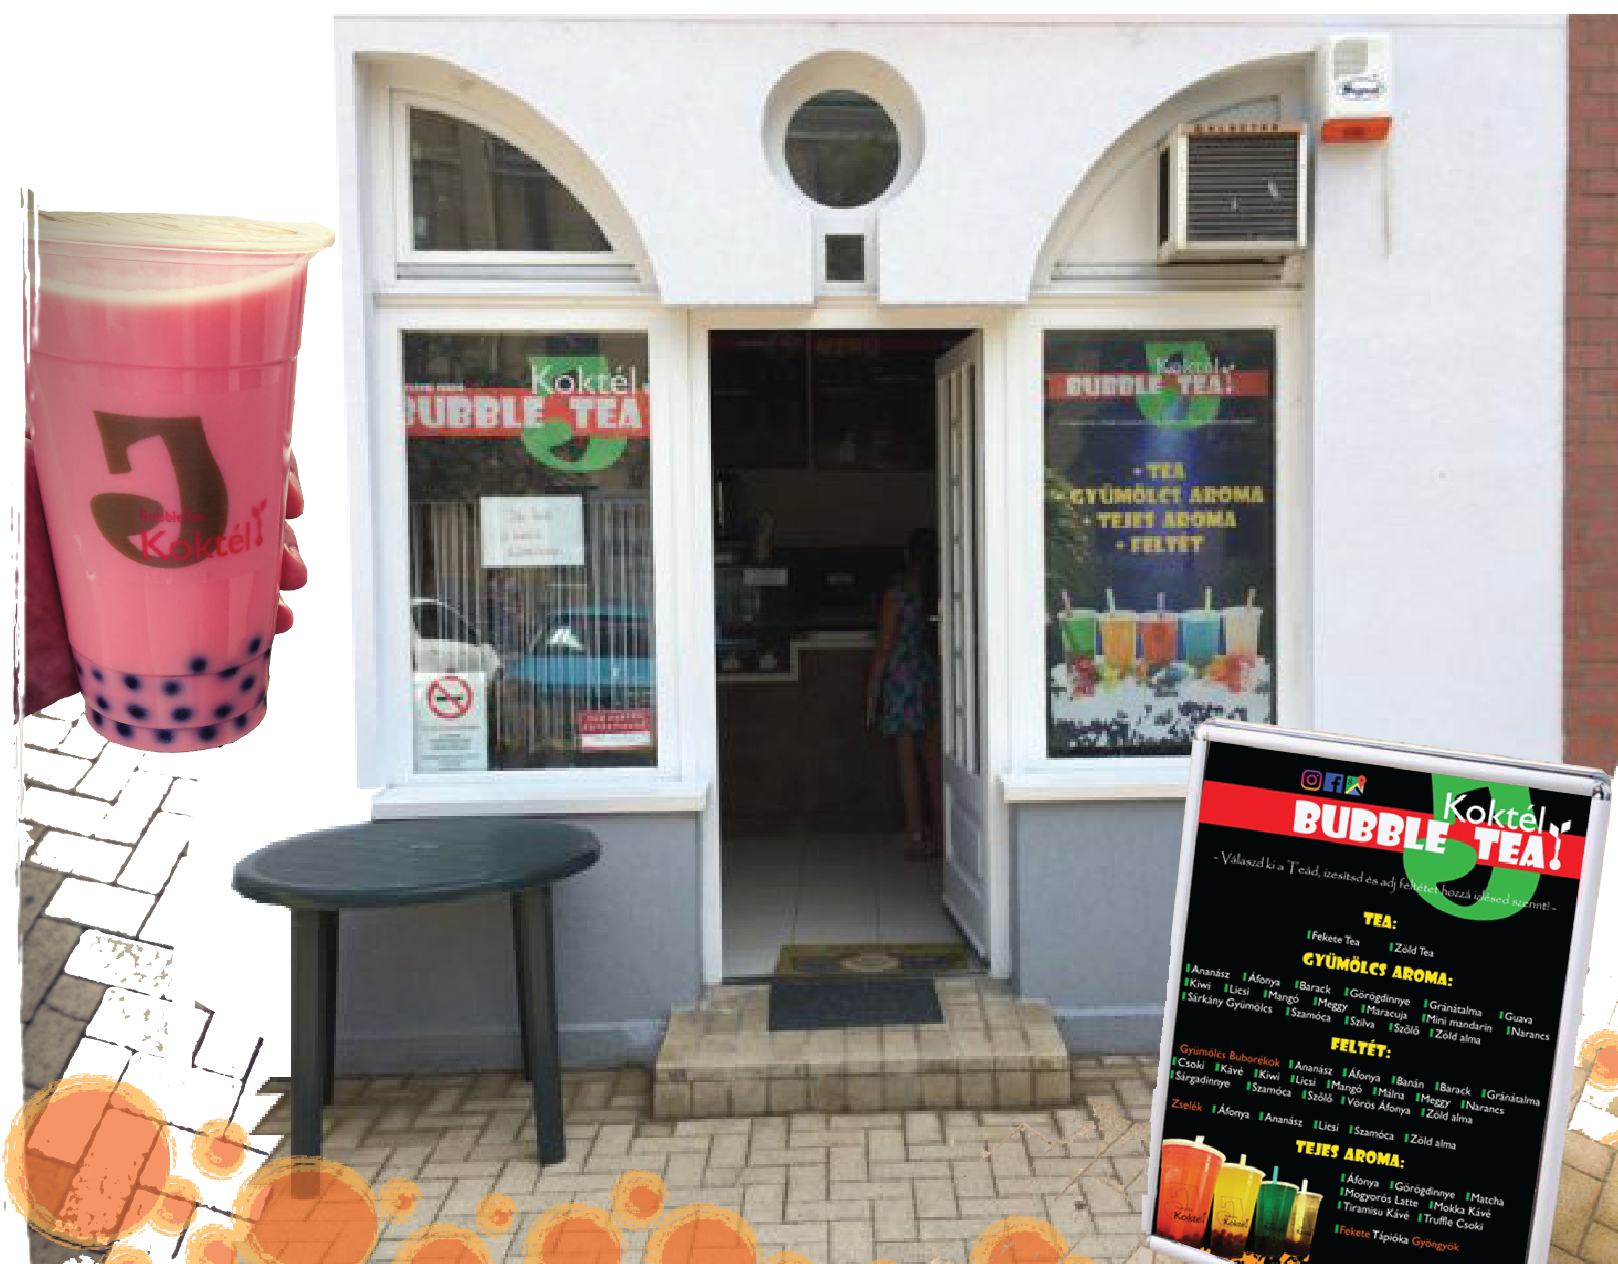 Koktél
BUBBLE TEA
Koktél
BUBBLE TEA
• TEA
• GYÜMÖLCS AROMA
• TEJES AROMA
• FELTÉT
Bubble Tea
Koktél
Koktél
BUBBLE TEA
- Válaszd ki a Teád, izesítsd és adj feltétet hozzá izlésed szerint! -
TEA:
Fekete Tea Zöld Tea
GYÜMÖLCS AROMA:
Ananász Áfonya Barack Görögdinnye Gránátalma Guava
Kiwi Licsi Mangó Meggy Maracuja Mini mandarin Narancs
Sárkány Gyümölcs Szamóca Szilva Szőlő Zöld alma
FELTÉT:
Gyümölcs Buborékok Ananász Áfonya Banán Barack Gránátalma
Csoki Kávé Kiwi Licsi Mangó Málna Meggy Narancs
Sárgadinnye Szamóca Szőlő Vörös Áfonya Zöld alma
Zselék Áfonya Ananász Licsi Szamóca Zöld alma
TEJES AROMA:
Áfonya Görögdinnye Matcha
Mogyorós Latte Mokka Kávé
Tiramisu Kávé Truffle Csoki
Fekete Tápióka Gyöngyök
Koktél
Koktél